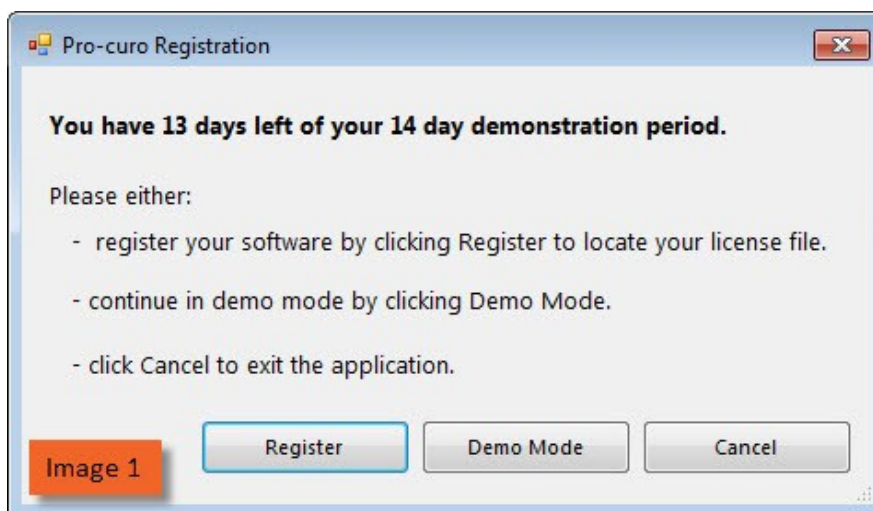 Pro-curo Registration
You have 13 days left of your 14 day demonstration period.
Please either:
- register your software by clicking Register to locate your license file.
- continue in demo mode by clicking Demo Mode.
- click Cancel to exit the application.
Register Demo Mode Cancel
Image 1